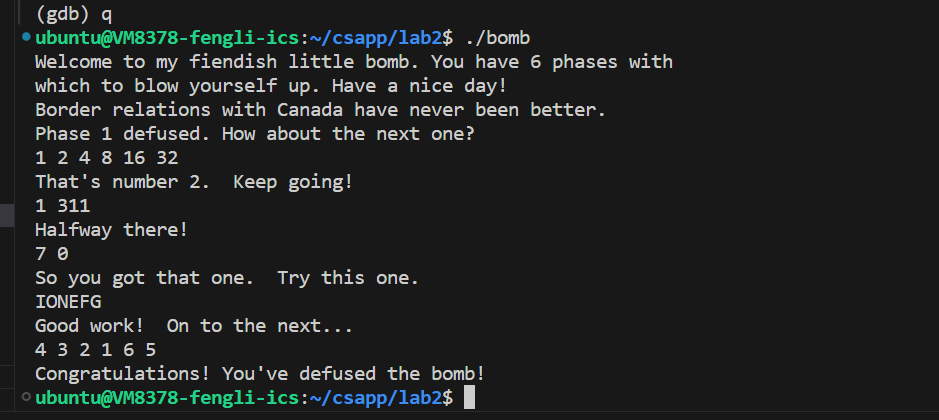 (gdb) q
ubuntu@VM8378-fengli-ics:~/csapp/lab2$ ./bomb
Welcome to my fiendish little bomb. You have 6 phases with
which to blow yourself up. Have a nice day!
Border relations with Canada have never been better.
Phase 1 defused. How about the next one?
1 2 4 8 16 32
That's number 2.  Keep going!
1 311
Halfway there!
7 0
So you got that one.  Try this one.
IONEFG
Good work!  On to the next...
4 3 2 1 6 5
Congratulations! You've defused the bomb!
ubuntu@VM8378-fengli-ics:~/csapp/lab2$